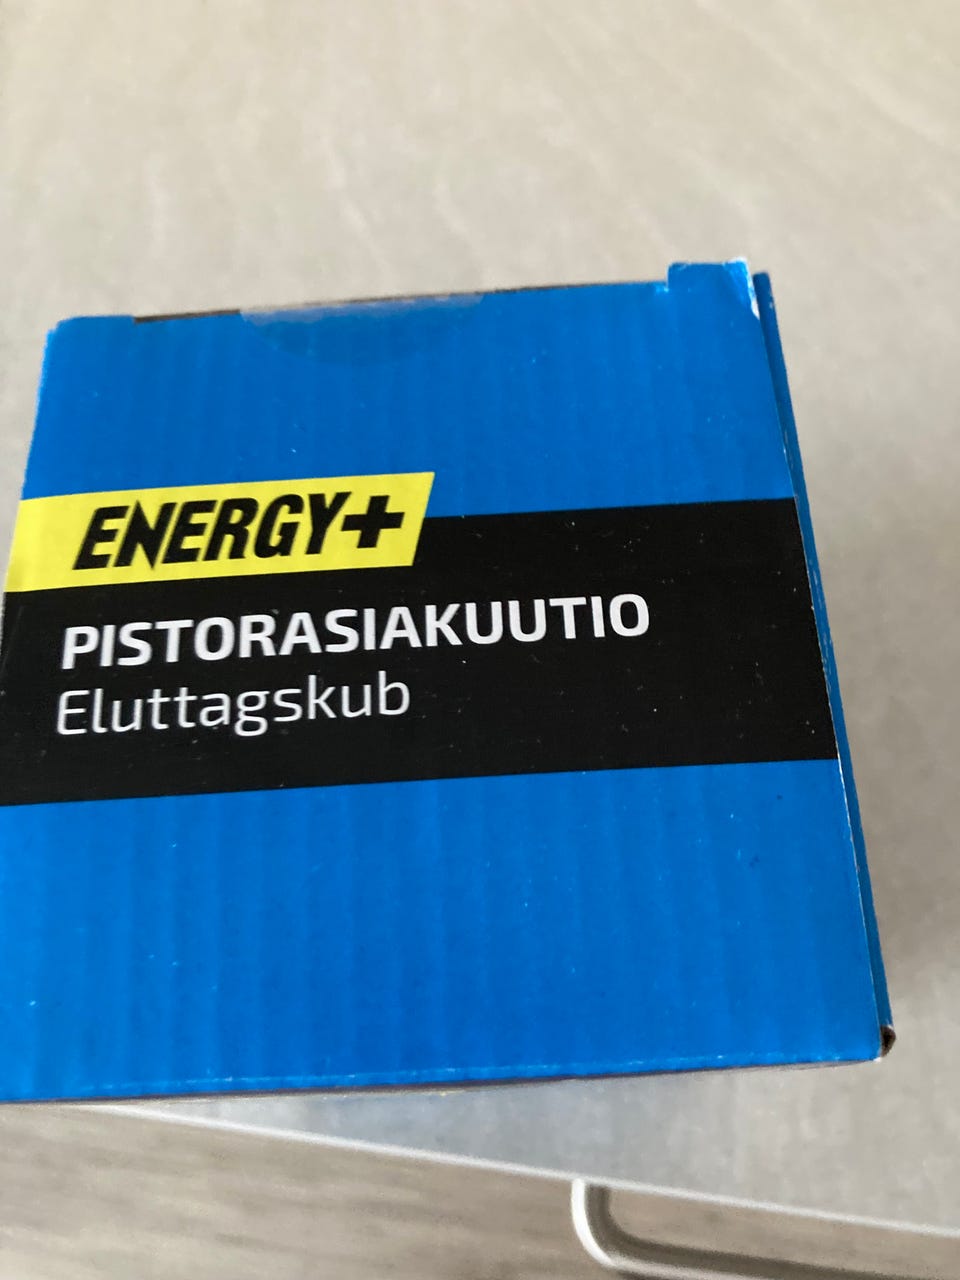 ENERGY+
PISTORASIAKUUTIO
Eluttagskub